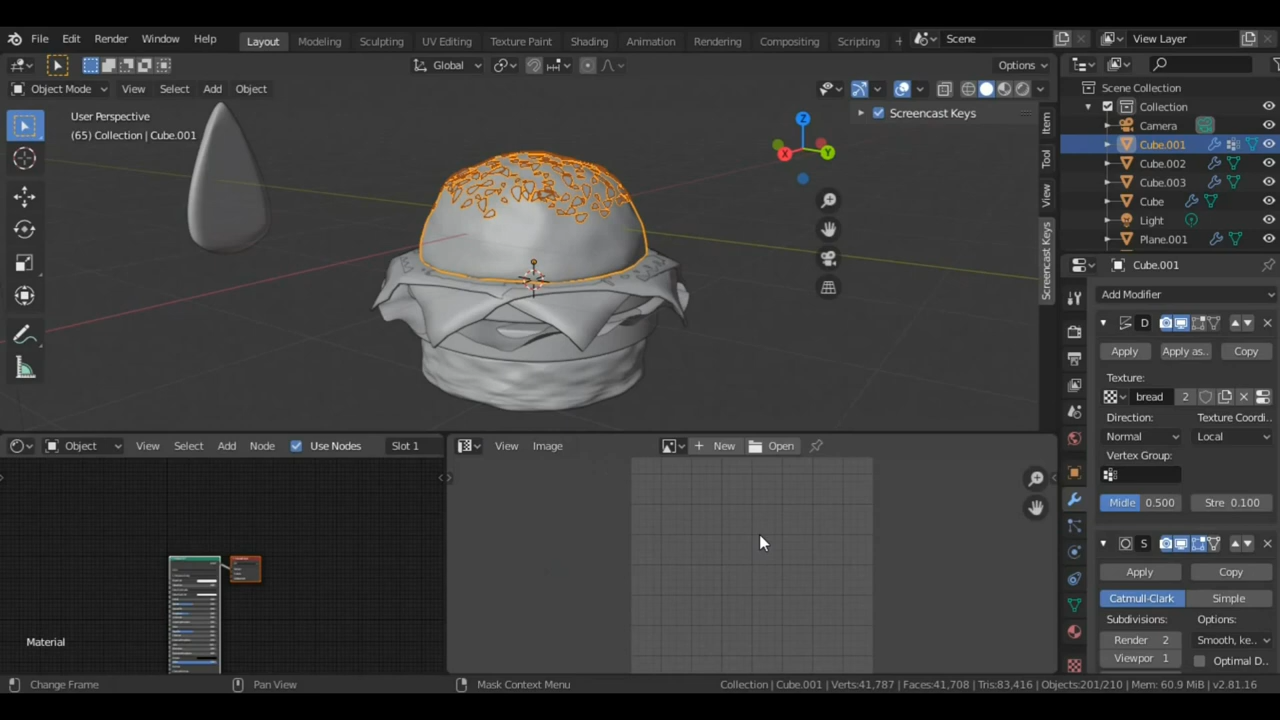 File Edit Render Window Help Layout Modeling Sculpting UV Editing Texture Paint Shading Animation Rendering Compositing Scripting + Scene View Layer
Global Options
Object Mode View Select Add Object
User Perspective
(65) Collection | Cube.001
Z
X Y
Screencast Keys
Item
Tool
View
Screencast Keys
Scene Collection
Collection
Camera
Cube.001
Cube.002
Cube.003
Cube
Light
Plane.001
Cube.001
Add Modifier
D
Apply Apply as.. Copy
Texture:
bread 2
Direction: Texture Coordi..
Normal Local
Vertex Group:
Midle 0.500 Stre 0.100
S
Apply Copy
Catmull-Clark Simple
Subdivisions: Options:
Render 2 Smooth, ke...
Viewpor 1 Optimal D..
Object View Select Add Node Use Nodes Slot 1
View Image + New Open
Material
Change Frame Pan View Mask Context Menu Collection | Cube.001 | Verts:41,787 | Faces:41,708 | Tris:83,416 | Objects:201/210 | Mem: 60.9 MiB | v2.81.16